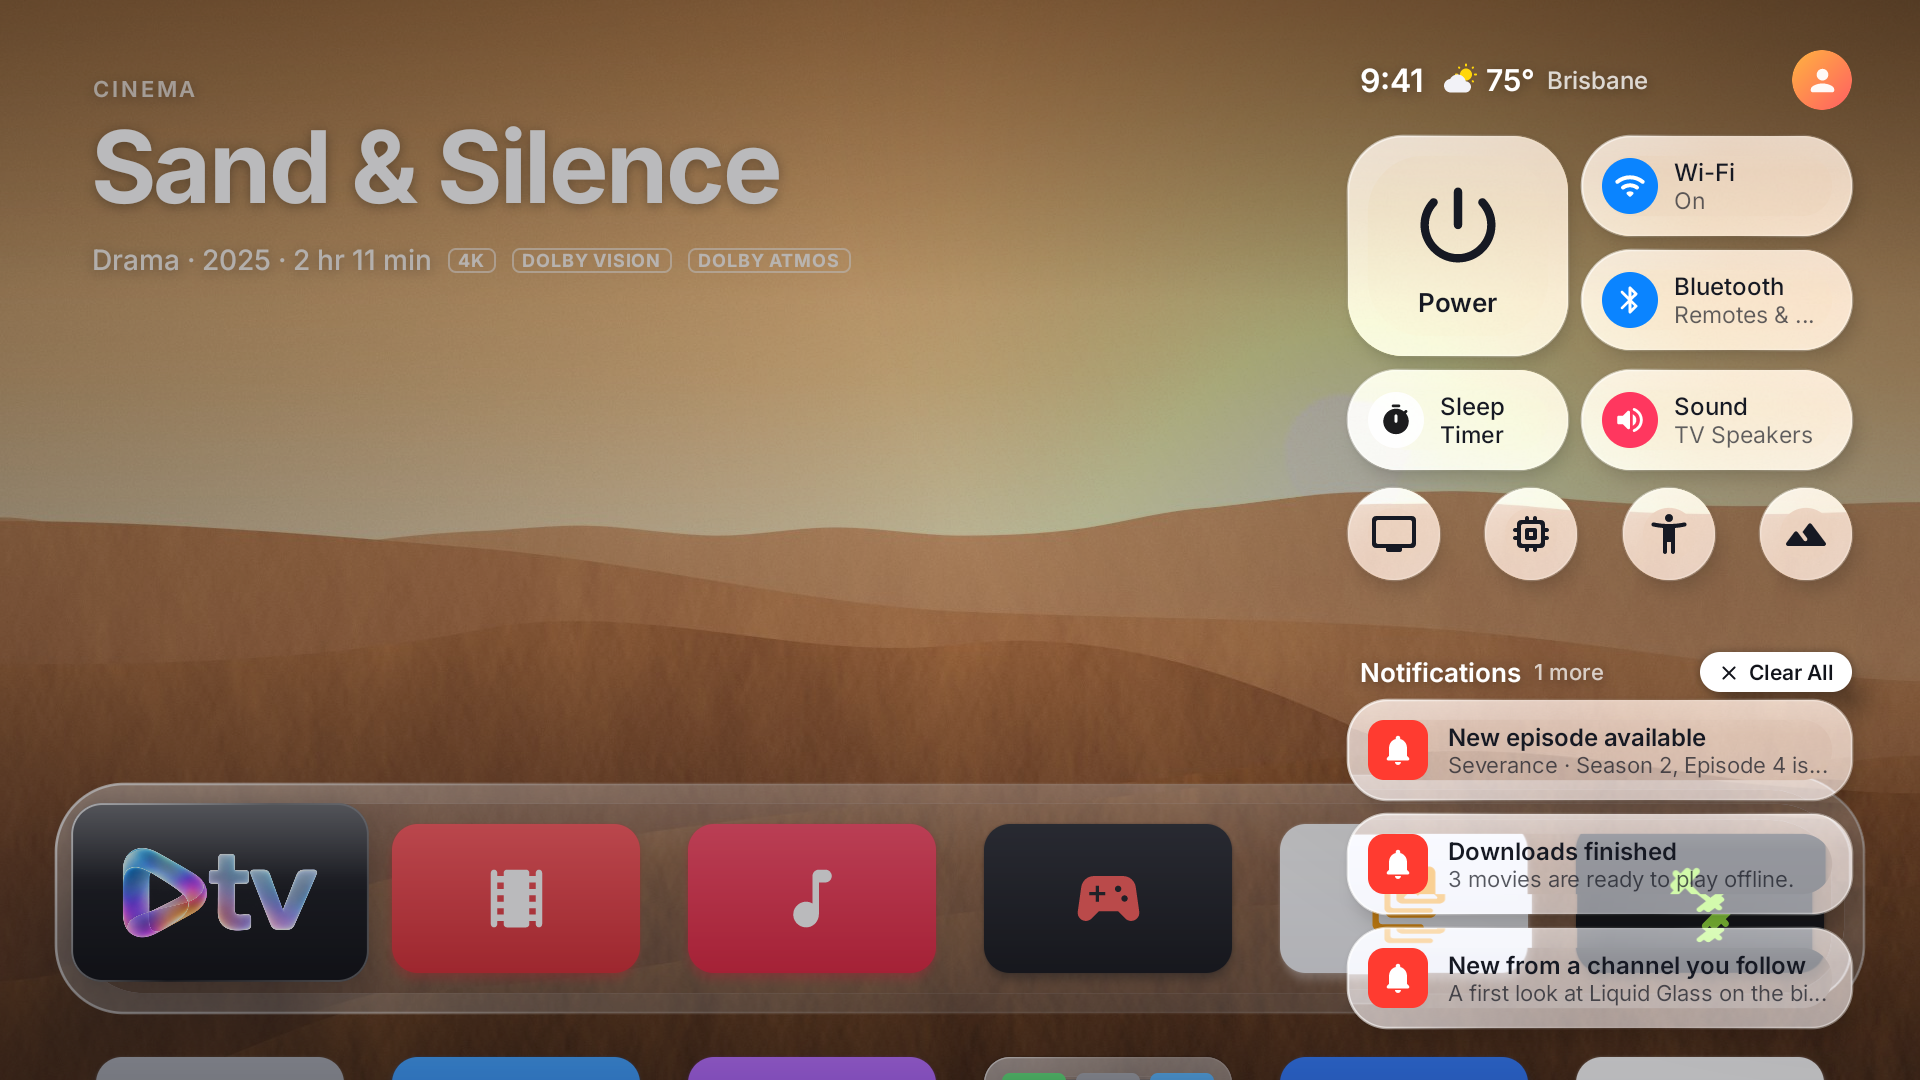 CINEMA
Sand & Silence
Drama · 2025 · 2 hr 11 min 4K DOLBY VISION DOLBY ATMOS
9:41 75° Brisbane
Power
Wi-Fi
On
Bluetooth
Remotes & ...
Sleep
Timer
Sound
TV Speakers
Notifications 1 more
Clear All
New episode available
Severance · Season 2, Episode 4 is...
Downloads finished
3 movies are ready to play offline.
New from a channel you follow
A first look at Liquid Glass on the bi...
tv